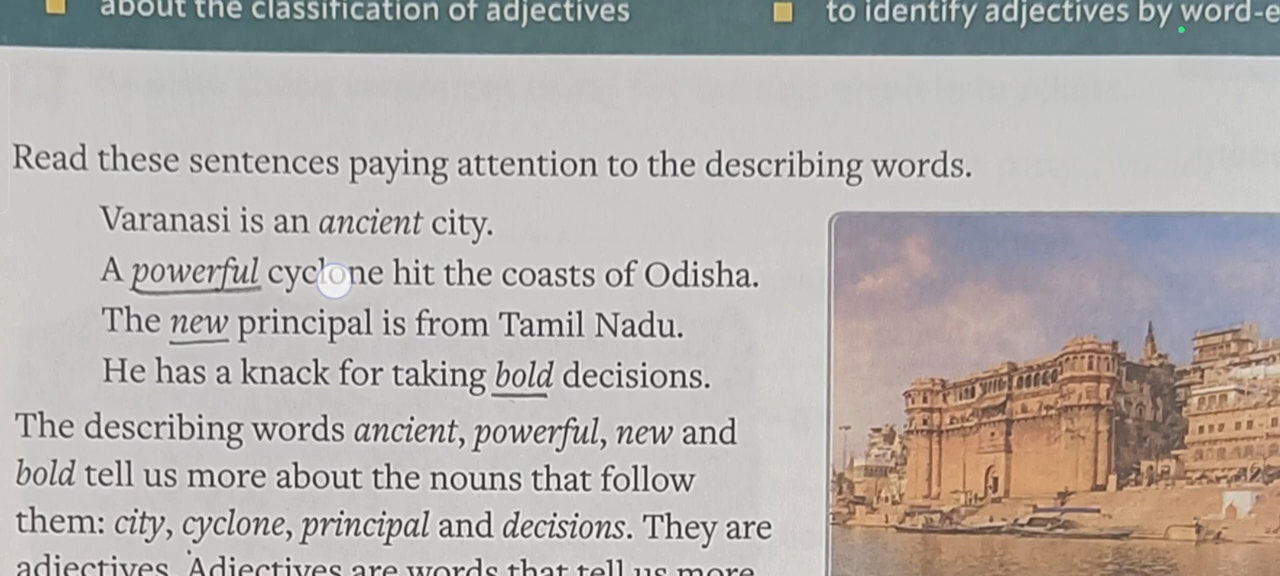 about the classification of adjectives
to identify adjectives by word-e
Read these sentences paying attention to the describing words.
Varanasi is an ancient city.
A powerful cyclone hit the coasts of Odisha.
The new principal is from Tamil Nadu.
He has a knack for taking bold decisions.
The describing words ancient, powerful, new and
bold tell us more about the nouns that follow
them: city, cyclone, principal and decisions. They are
adjectives. Adjectives are words that tell us more